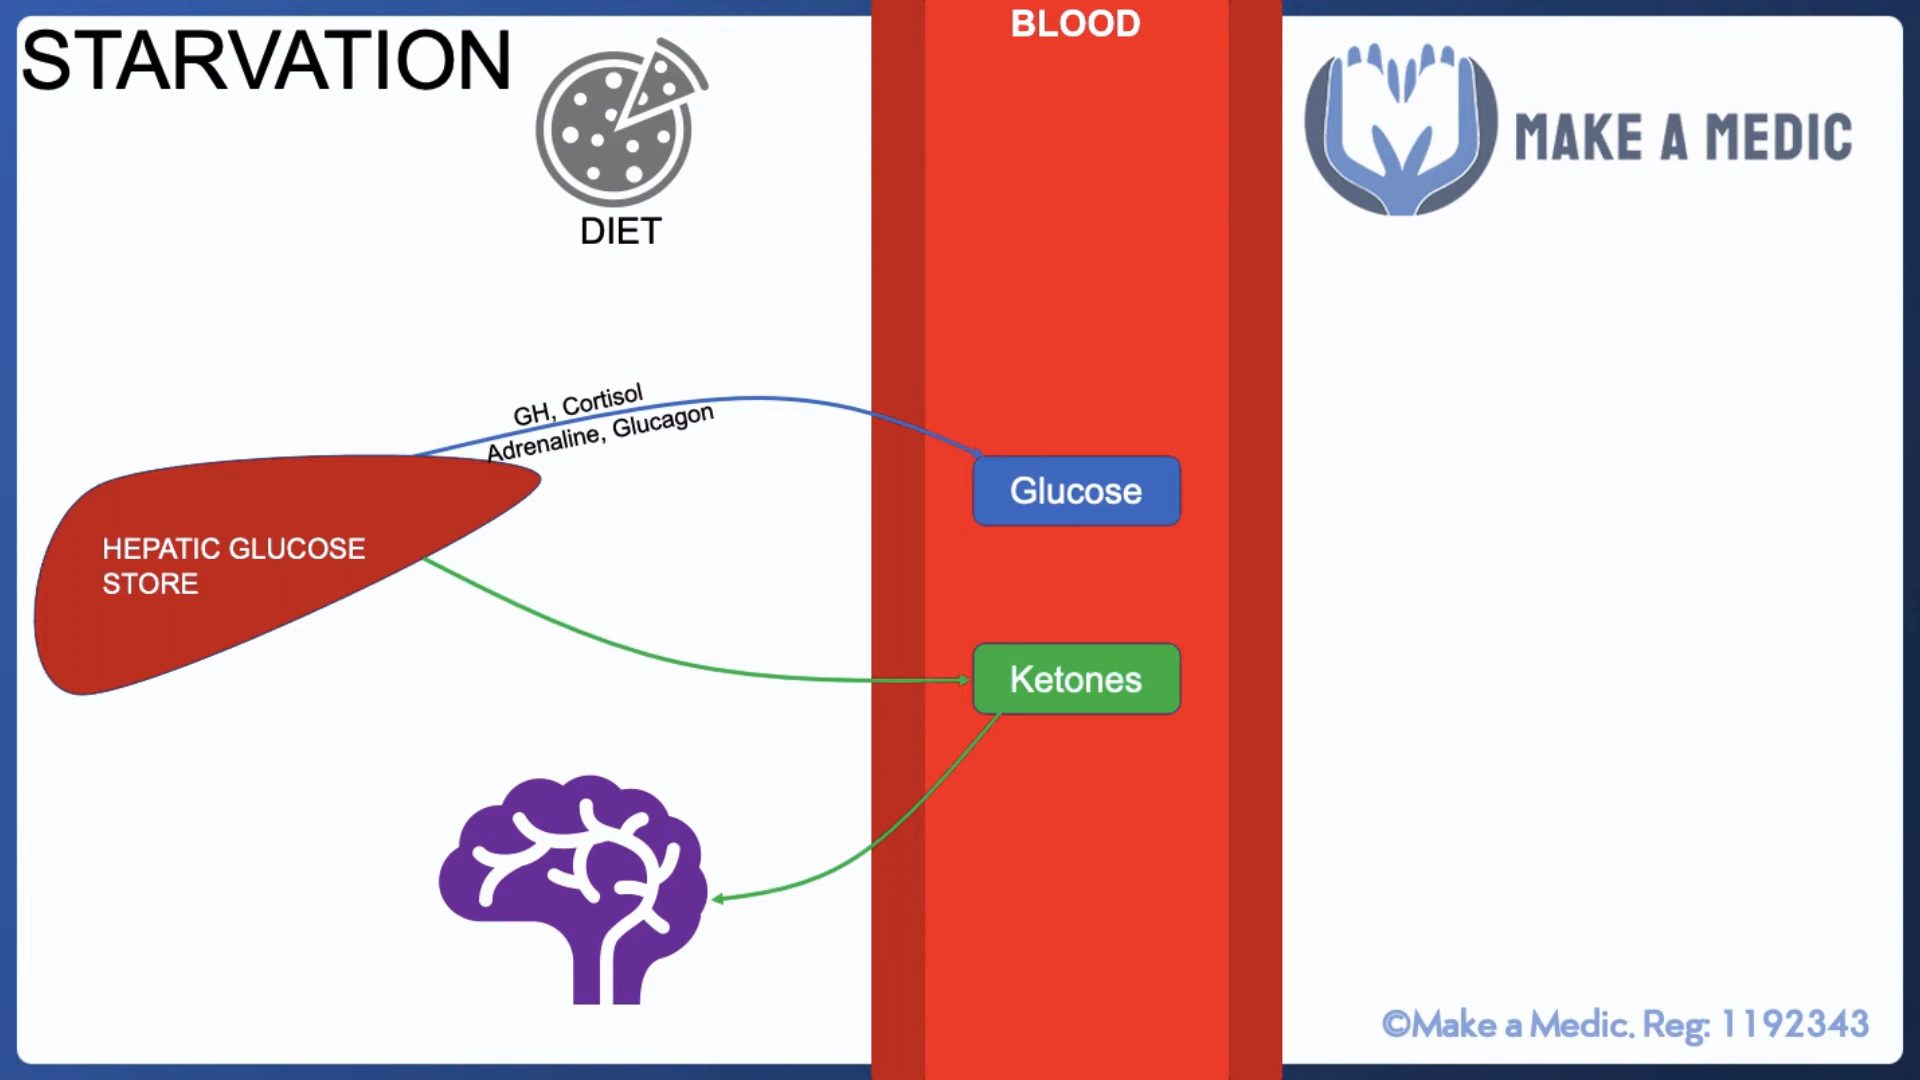 STARVATION
BLOOD
MAKE A MEDIC
DIET
GH, Cortisol
Adrenaline, Glucagon
Glucose
HEPATIC GLUCOSE
STORE
Ketones
©Make a Medic. Reg: 1192343